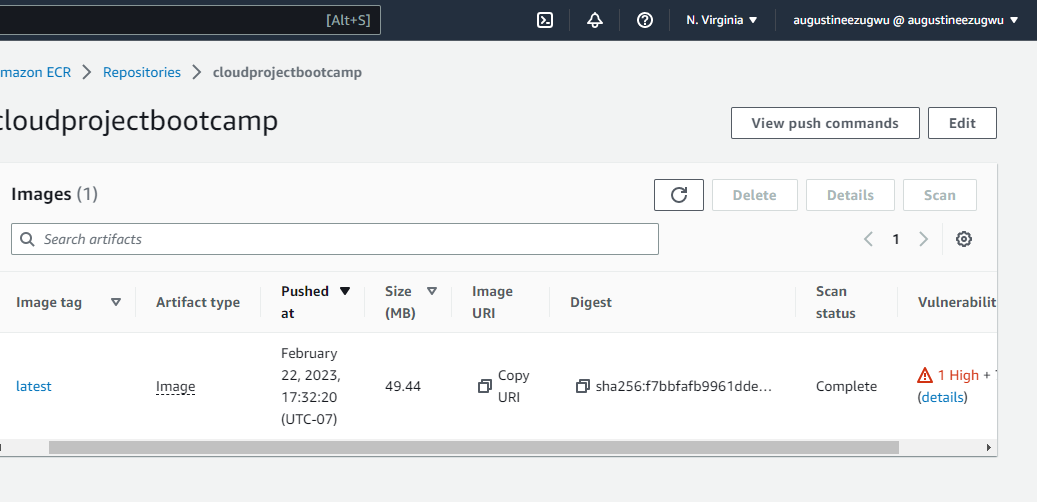 [Alt+S]
N. Virginia
augustineezugwu @ augustineezugwu
mazon ECR
Repositories
cloudprojectbootcamp
cloudprojectbootcamp
View push commands
Edit
Images (1)
Delete
Details
Scan
Search artifacts
1
Image tag
Artifact type
Pushed
at
Size
(MB)
Image
URI
Digest
Scan
status
Vulnerabilit
latest
Image
February
22, 2023,
17:32:20
(UTC-07)
49.44
Copy
URI
sha256:f7bbfafb9961dde...
Complete
1 High +
(details)